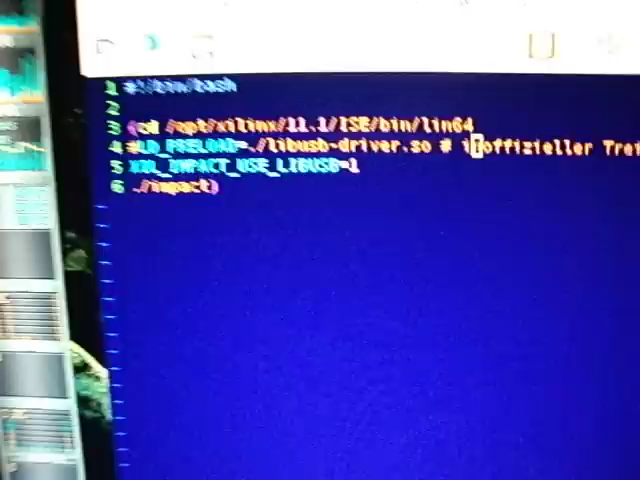 1 #!/bin/bash
2
3 (cd /opt/xilinx/11.1/ISE/bin/lin64
4 #LD_PRELOAD=./libusb-driver.so # inoffizieller Trei
5 XIL_IMPACT_USE_LIBUSB=1
6 ./impact)